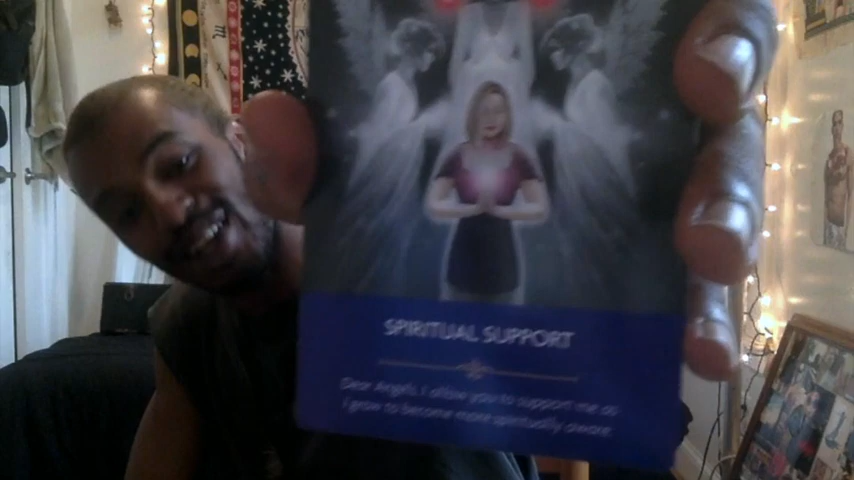 SPIRITUAL SUPPORT
Dear Angels, I allow you to support me as
I grow to become more spiritually aware.